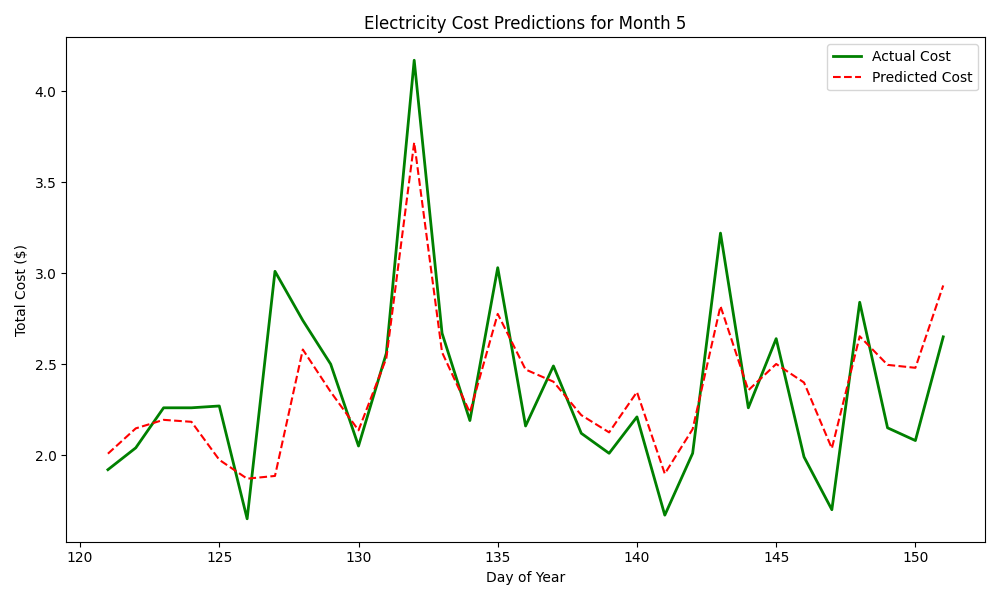 Electricity Cost Predictions for Month 5
Actual Cost
Predicted Cost
4.0
3.5
3.0
2.5
2.0
Total Cost ($)
120 125 130 135 140 145 150
Day of Year